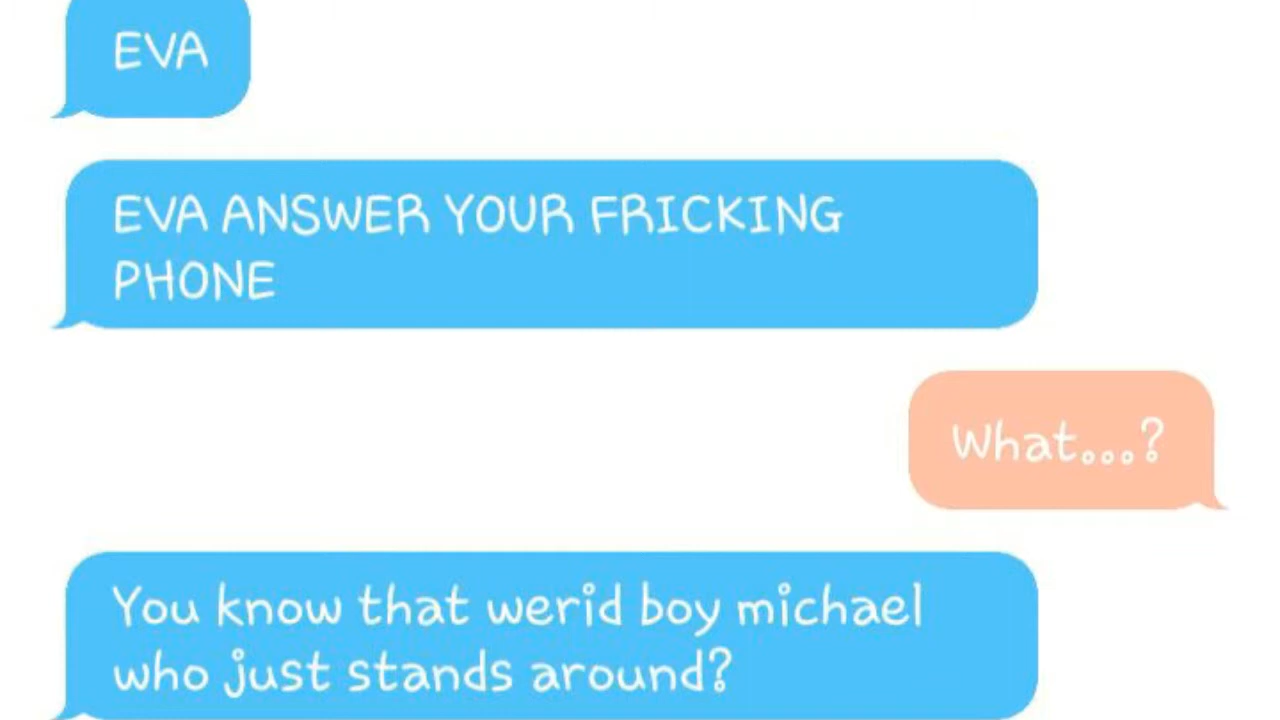 EVA
EVA ANSWER YOUR FRICKING
PHONE
What...?
You know that werid boy michael
who just stands around?